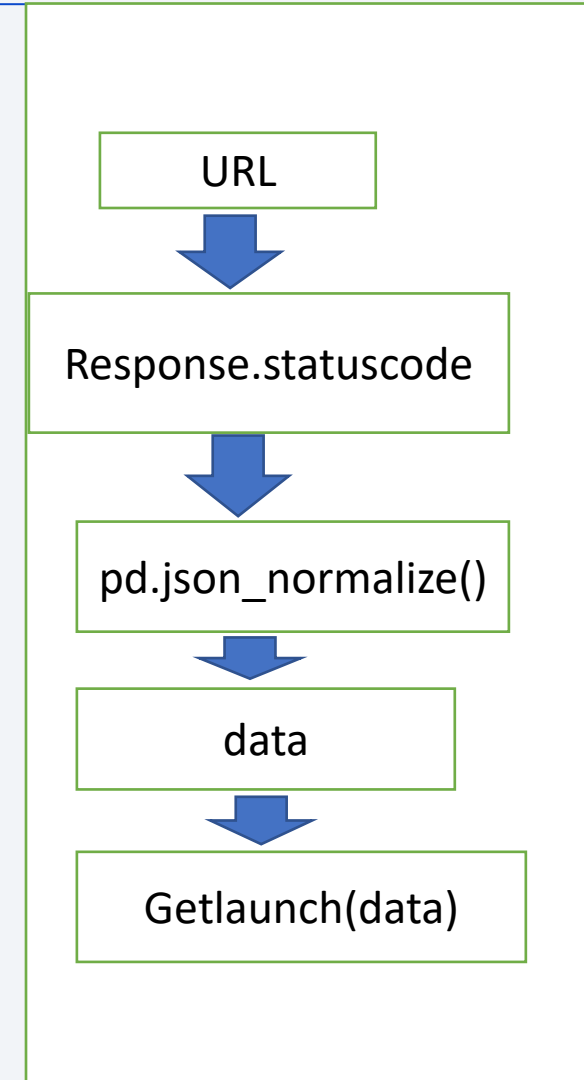 URL
Response.statuscode
pd.json_normalize()
data
Getlaunch(data)